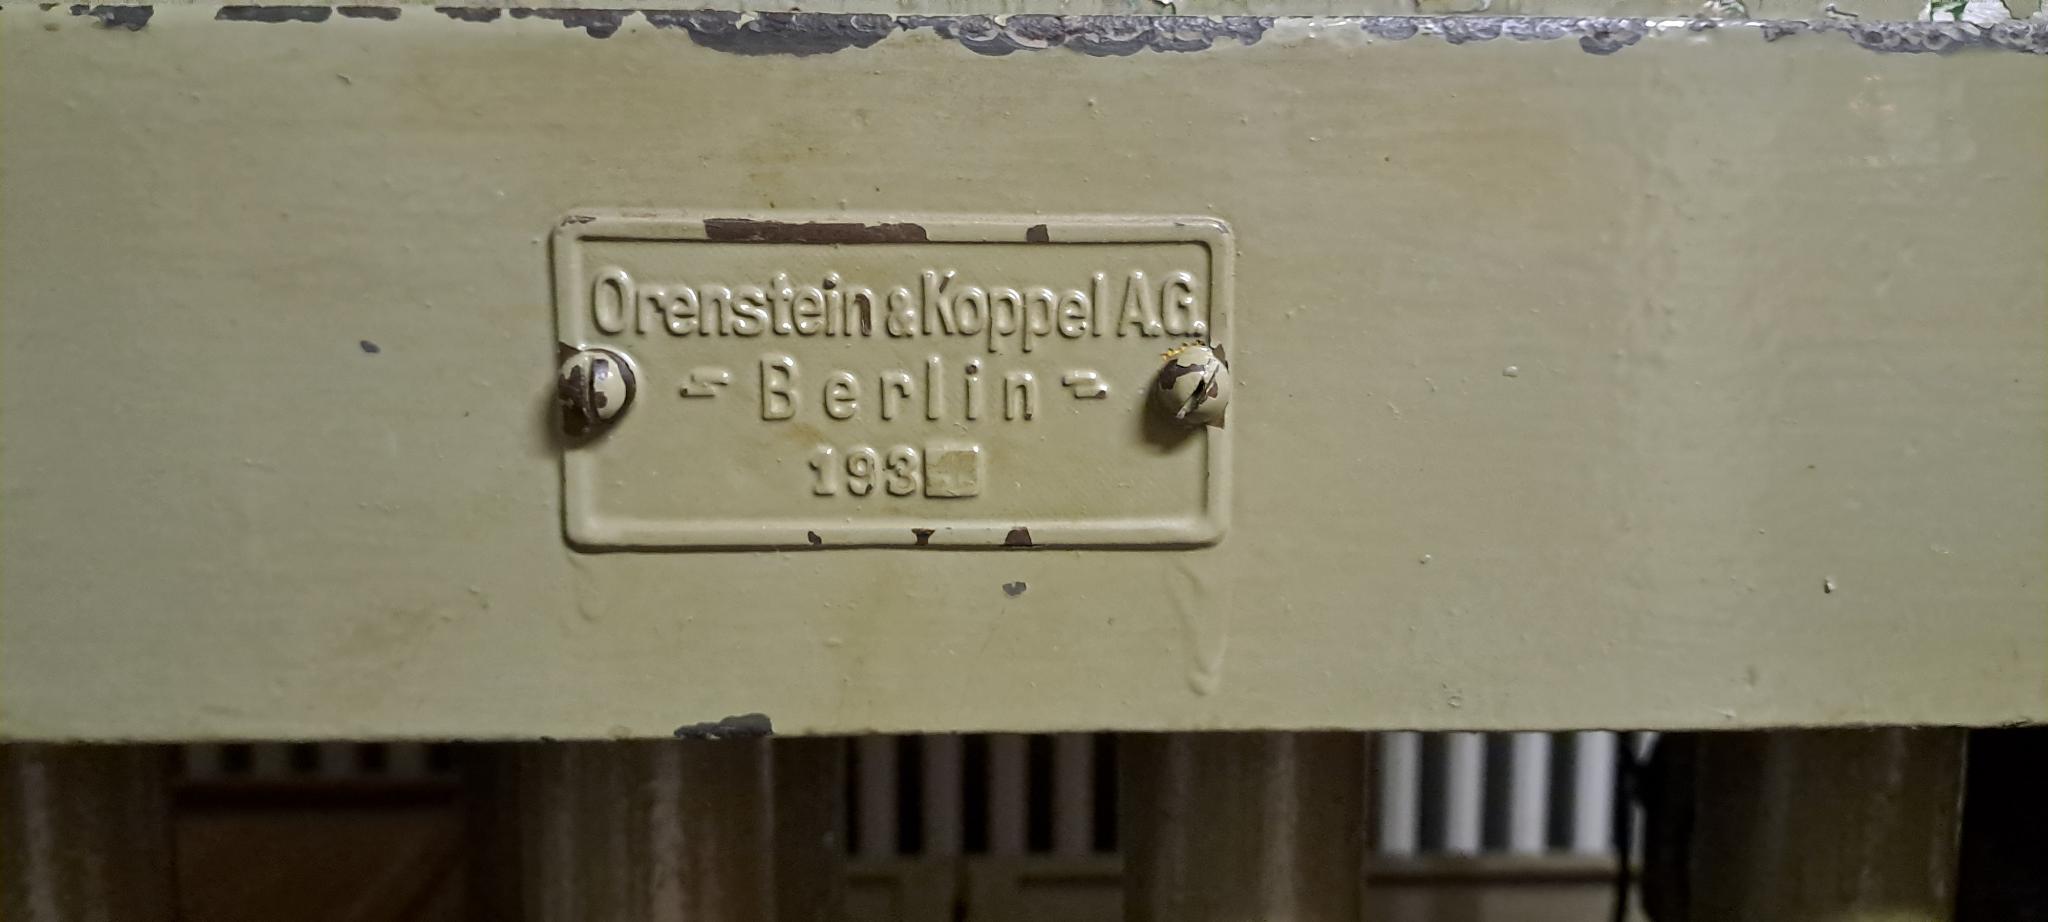 Orenstein & Koppel A.G.
Berlin
193